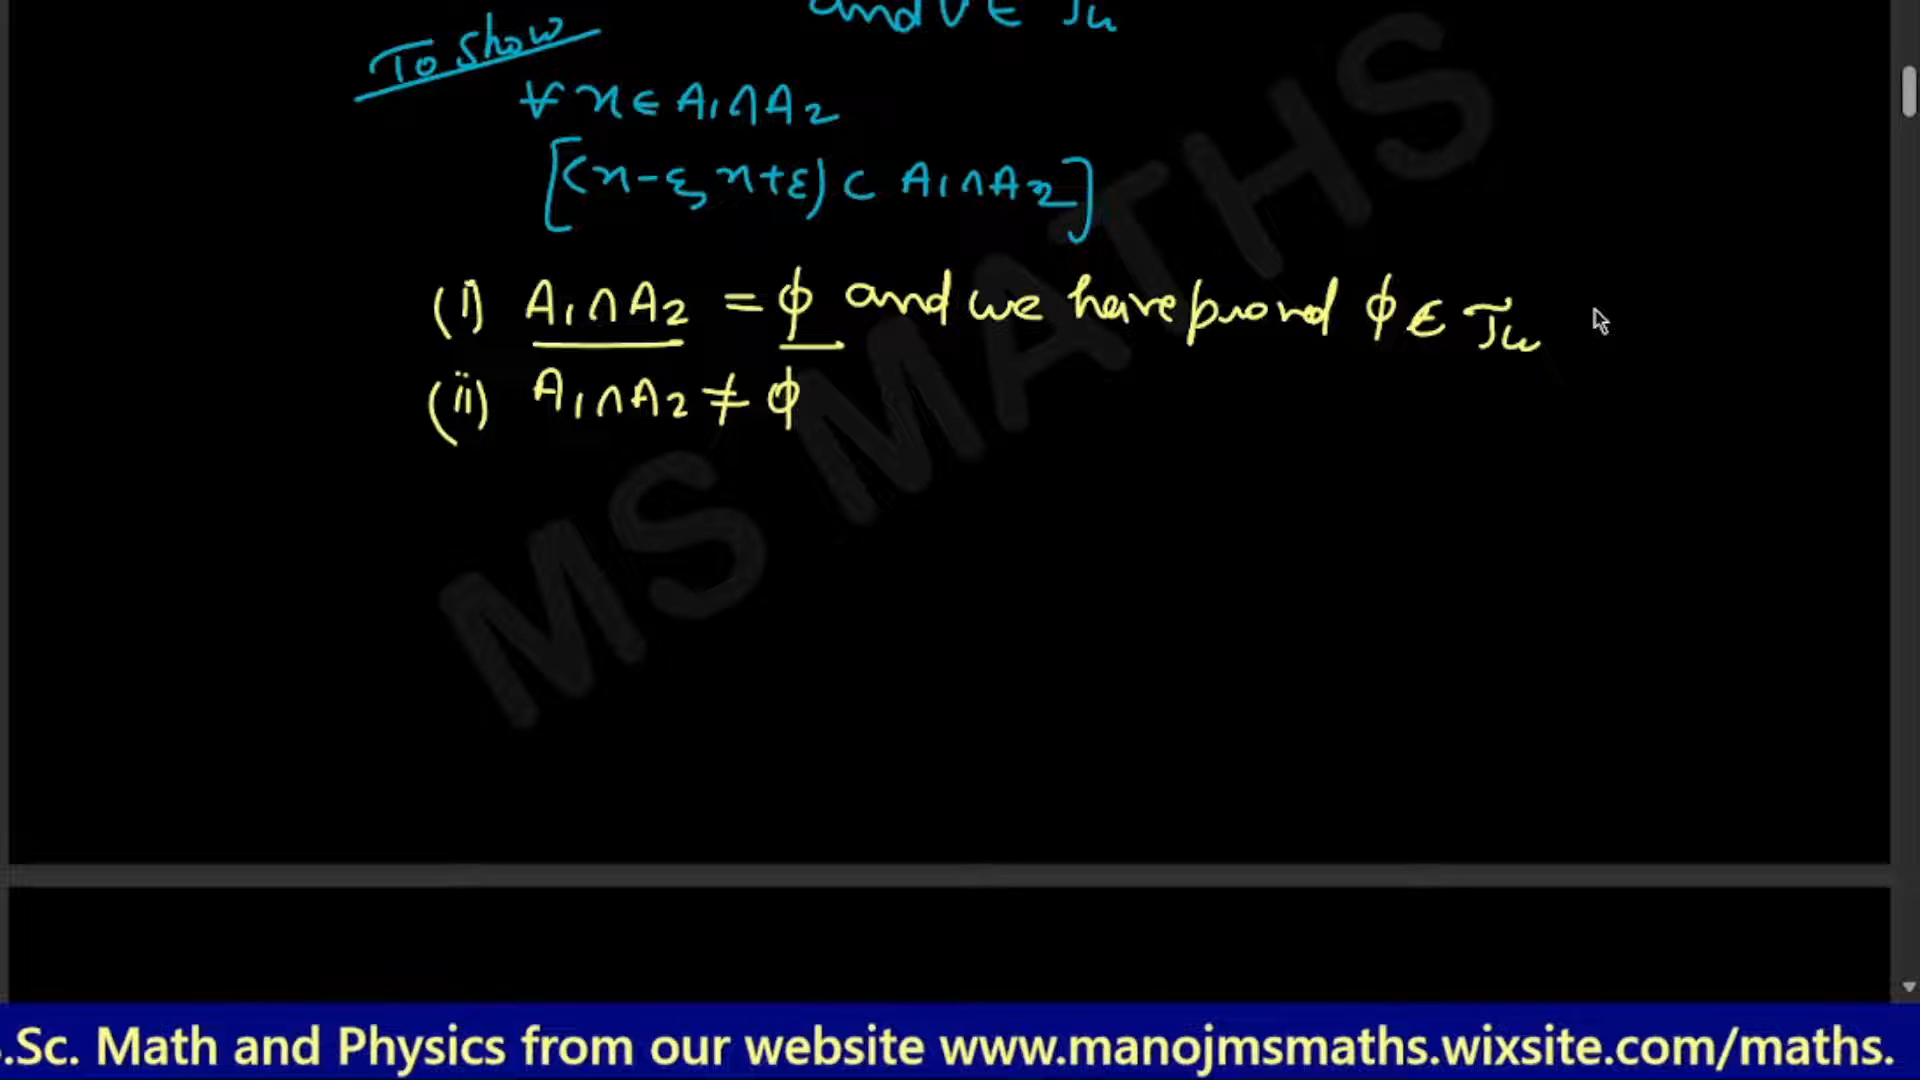 and V ∈ Tu
To show
∀ x ∈ A1 ∩ A2
[(x-ε, x+ε) ⊂ A1 ∩ A2]
(i) A1 ∩ A2 = ϕ and we have proved ϕ ∈ Tu
(ii) A1 ∩ A2 ≠ ϕ
MS MATHS
.Sc. Math and Physics from our website www.manojmsmaths.wixsite.com/maths.